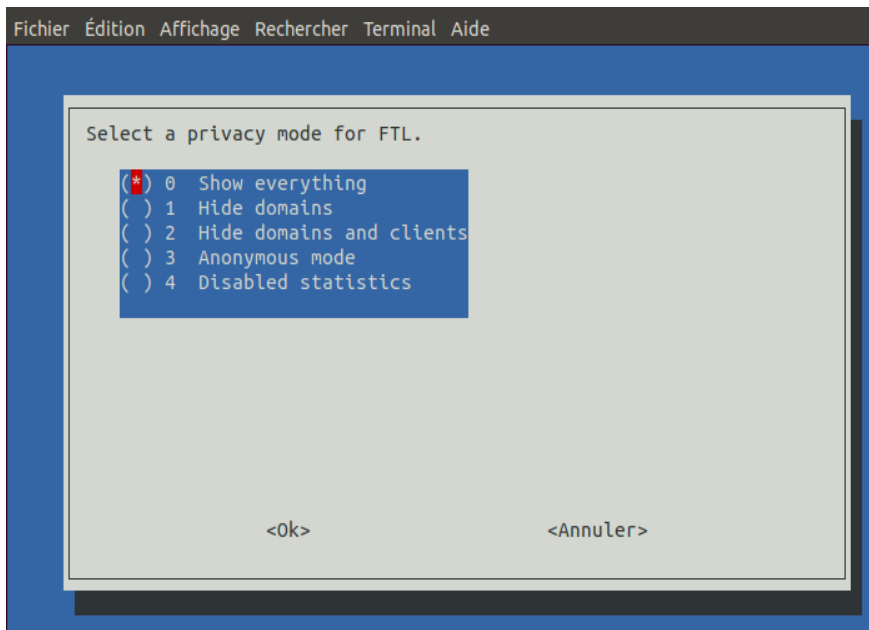 Fichier Édition Affichage Rechercher Terminal Aide
Select a privacy mode for FTL.
(*) 0 Show everything
( ) 1 Hide domains
( ) 2 Hide domains and clients
( ) 3 Anonymous mode
( ) 4 Disabled statistics
<Ok> <Annuler>